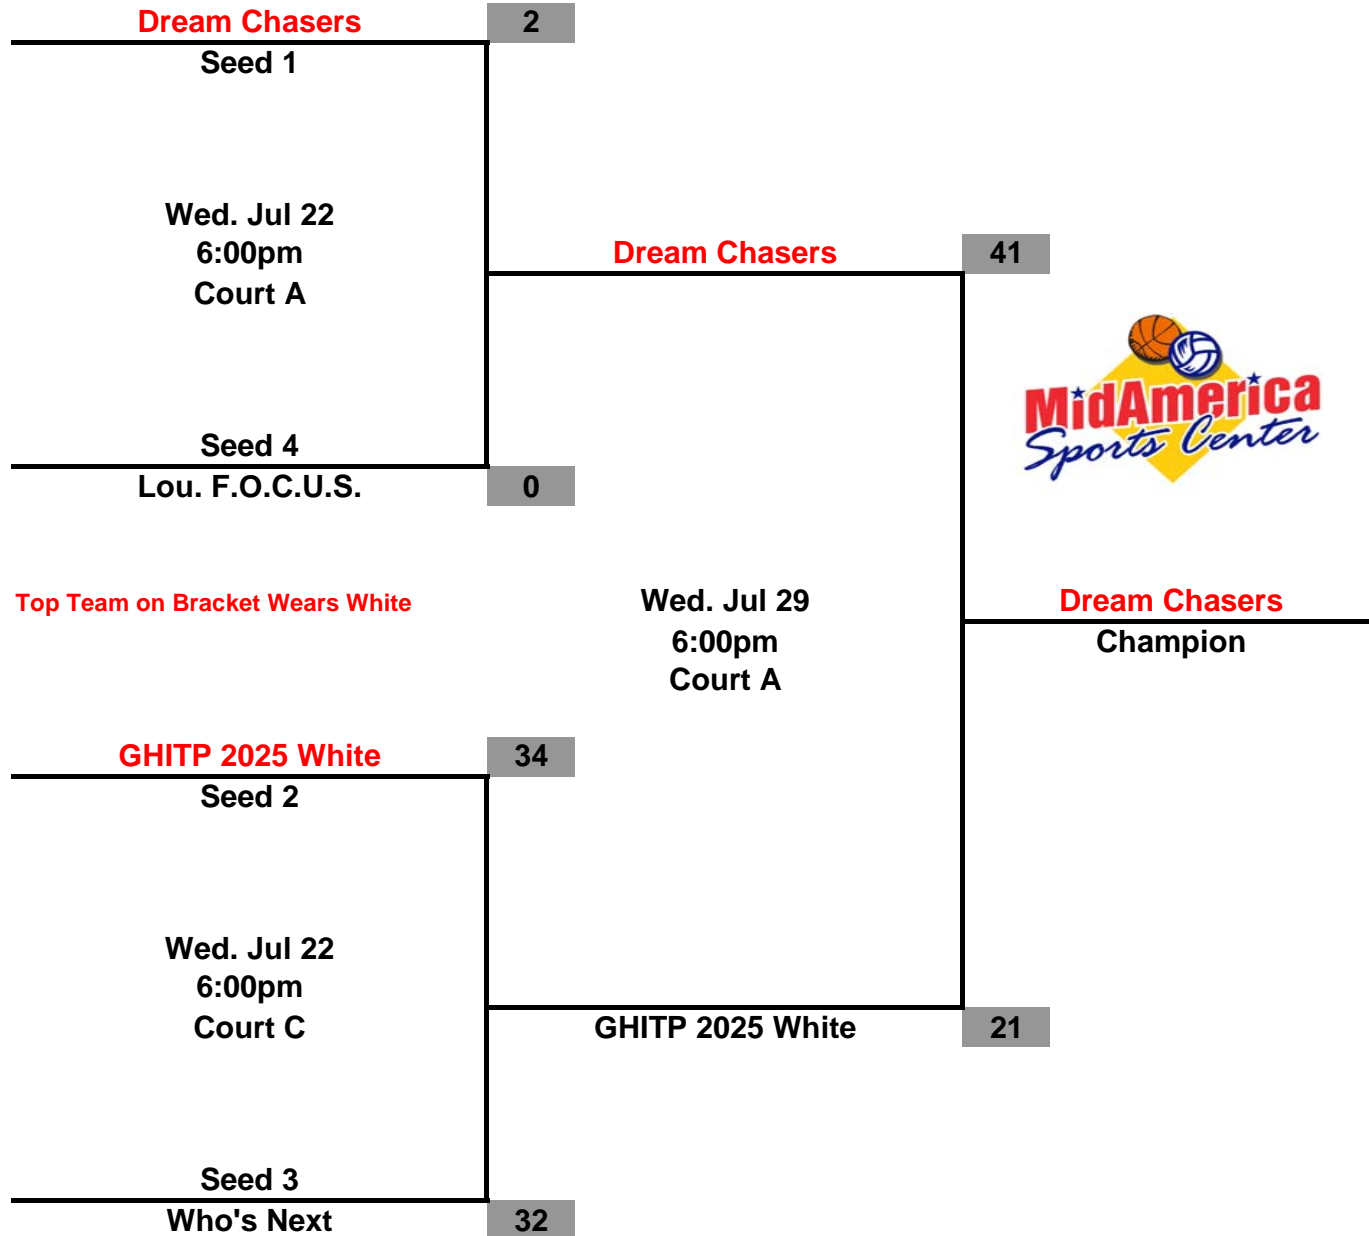 Dream Chasers 2
Seed 1
Wed. Jul 22
6:00pm
Court A
Dream Chasers 41
MidAmerica
Sports Center
Seed 4
Lou. F.O.C.U.S. 0
Top Team on Bracket Wears White
Wed. Jul 29
6:00pm
Court A
Dream Chasers
Champion
GHITP 2025 White 34
Seed 2
Wed. Jul 22
6:00pm
Court C
GHITP 2025 White 21
Seed 3
Who's Next 32